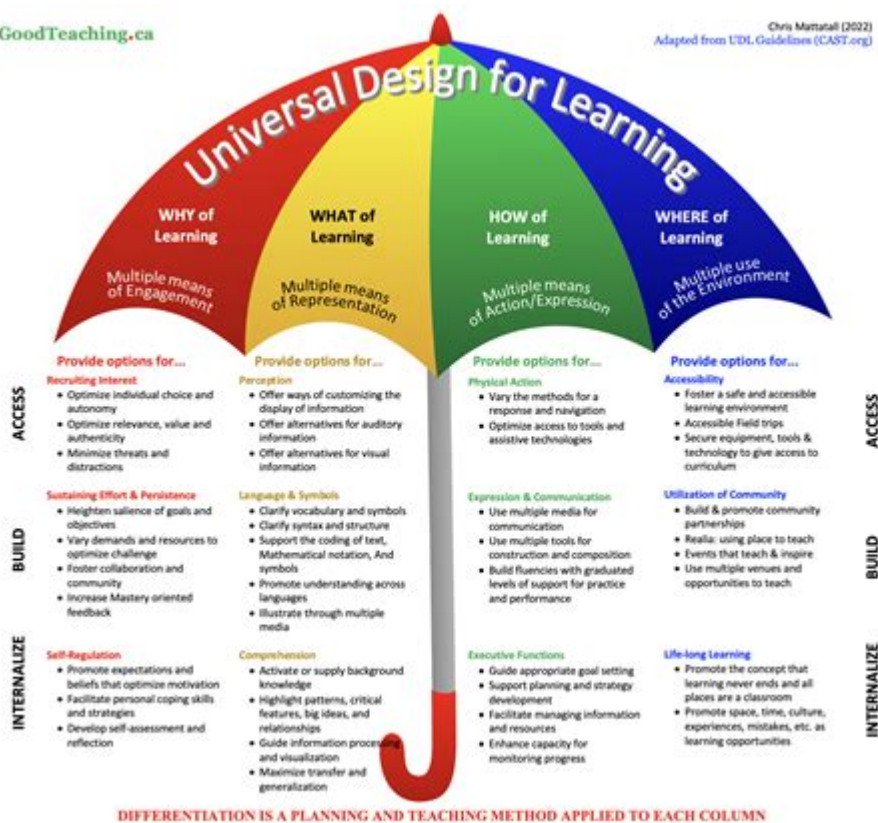 GoodTeaching.ca
Chris Mattatall (2022)
Adapted from UDL Guidelines (CAST.org)
Universal Design for Learning
WHY of
Learning
Multiple means
of Engagement
WHAT of
Learning
Multiple means
of Representation
HOW of
Learning
Multiple means
of Action/Expression
WHERE of
Learning
Multiple use
of the Environment
ACCESS
BUILD
INTERNALIZE
Provide options for...
Recruiting Interest
• Optimize individual choice and
autonomy
• Optimize relevance, value and
authenticity
• Minimize threats and
distractions
Sustaining Effort & Persistence
• Heighten salience of goals and
objectives
• Vary demands and resources to
optimize challenge
• Foster collaboration and
community
• Increase Mastery oriented
feedback
Self-Regulation
• Promote expectations and
beliefs that optimize motivation
• Facilitate personal coping skills
and strategies
• Develop self-assessment and
reflection
Provide options for...
Perception
• Offer ways of customizing the
display of information
• Offer alternatives for auditory
information
• Offer alternatives for visual
information
Language & Symbols
• Clarify vocabulary and symbols
• Clarify syntax and structure
• Support the coding of text,
Mathematical notation, And
symbols
• Promote understanding across
languages
• Illustrate through multiple
media
Comprehension
• Activate or supply background
knowledge
• Highlight patterns, critical
features, big ideas, and
relationships
• Guide information processing
and visualization
• Maximize transfer and
generalization
Provide options for...
Physical Action
• Vary the methods for a
response and navigation
• Optimize access to tools and
assistive technologies
Expression & Communication
• Use multiple media for
communication
• Use multiple tools for
construction and composition
• Build fluencies with graduated
levels of support for practice
and performance
Executive Functions
• Guide appropriate goal setting
• Support planning and strategy
development
• Facilitate managing information
and resources
• Enhance capacity for
monitoring progress
Provide options for...
Accessibility
• Foster a safe and accessible
learning environment
• Accessible Field trips
• Secure equipment, tools &
technology to give access to
curriculum
Utilization of Community
• Build & promote community
partnerships
• Realia: using place to teach
• Events that teach & inspire
• Use multiple venues and
opportunities to teach
Life-long Learning
• Promote the concept that
learning never ends and all
places are a classroom
• Promote space, time, culture,
experiences, mistakes, etc. as
learning opportunities
ACCESS
BUILD
INTERNALIZE
DIFFERENTIATION IS A PLANNING AND TEACHING METHOD APPLIED TO EACH COLUMN